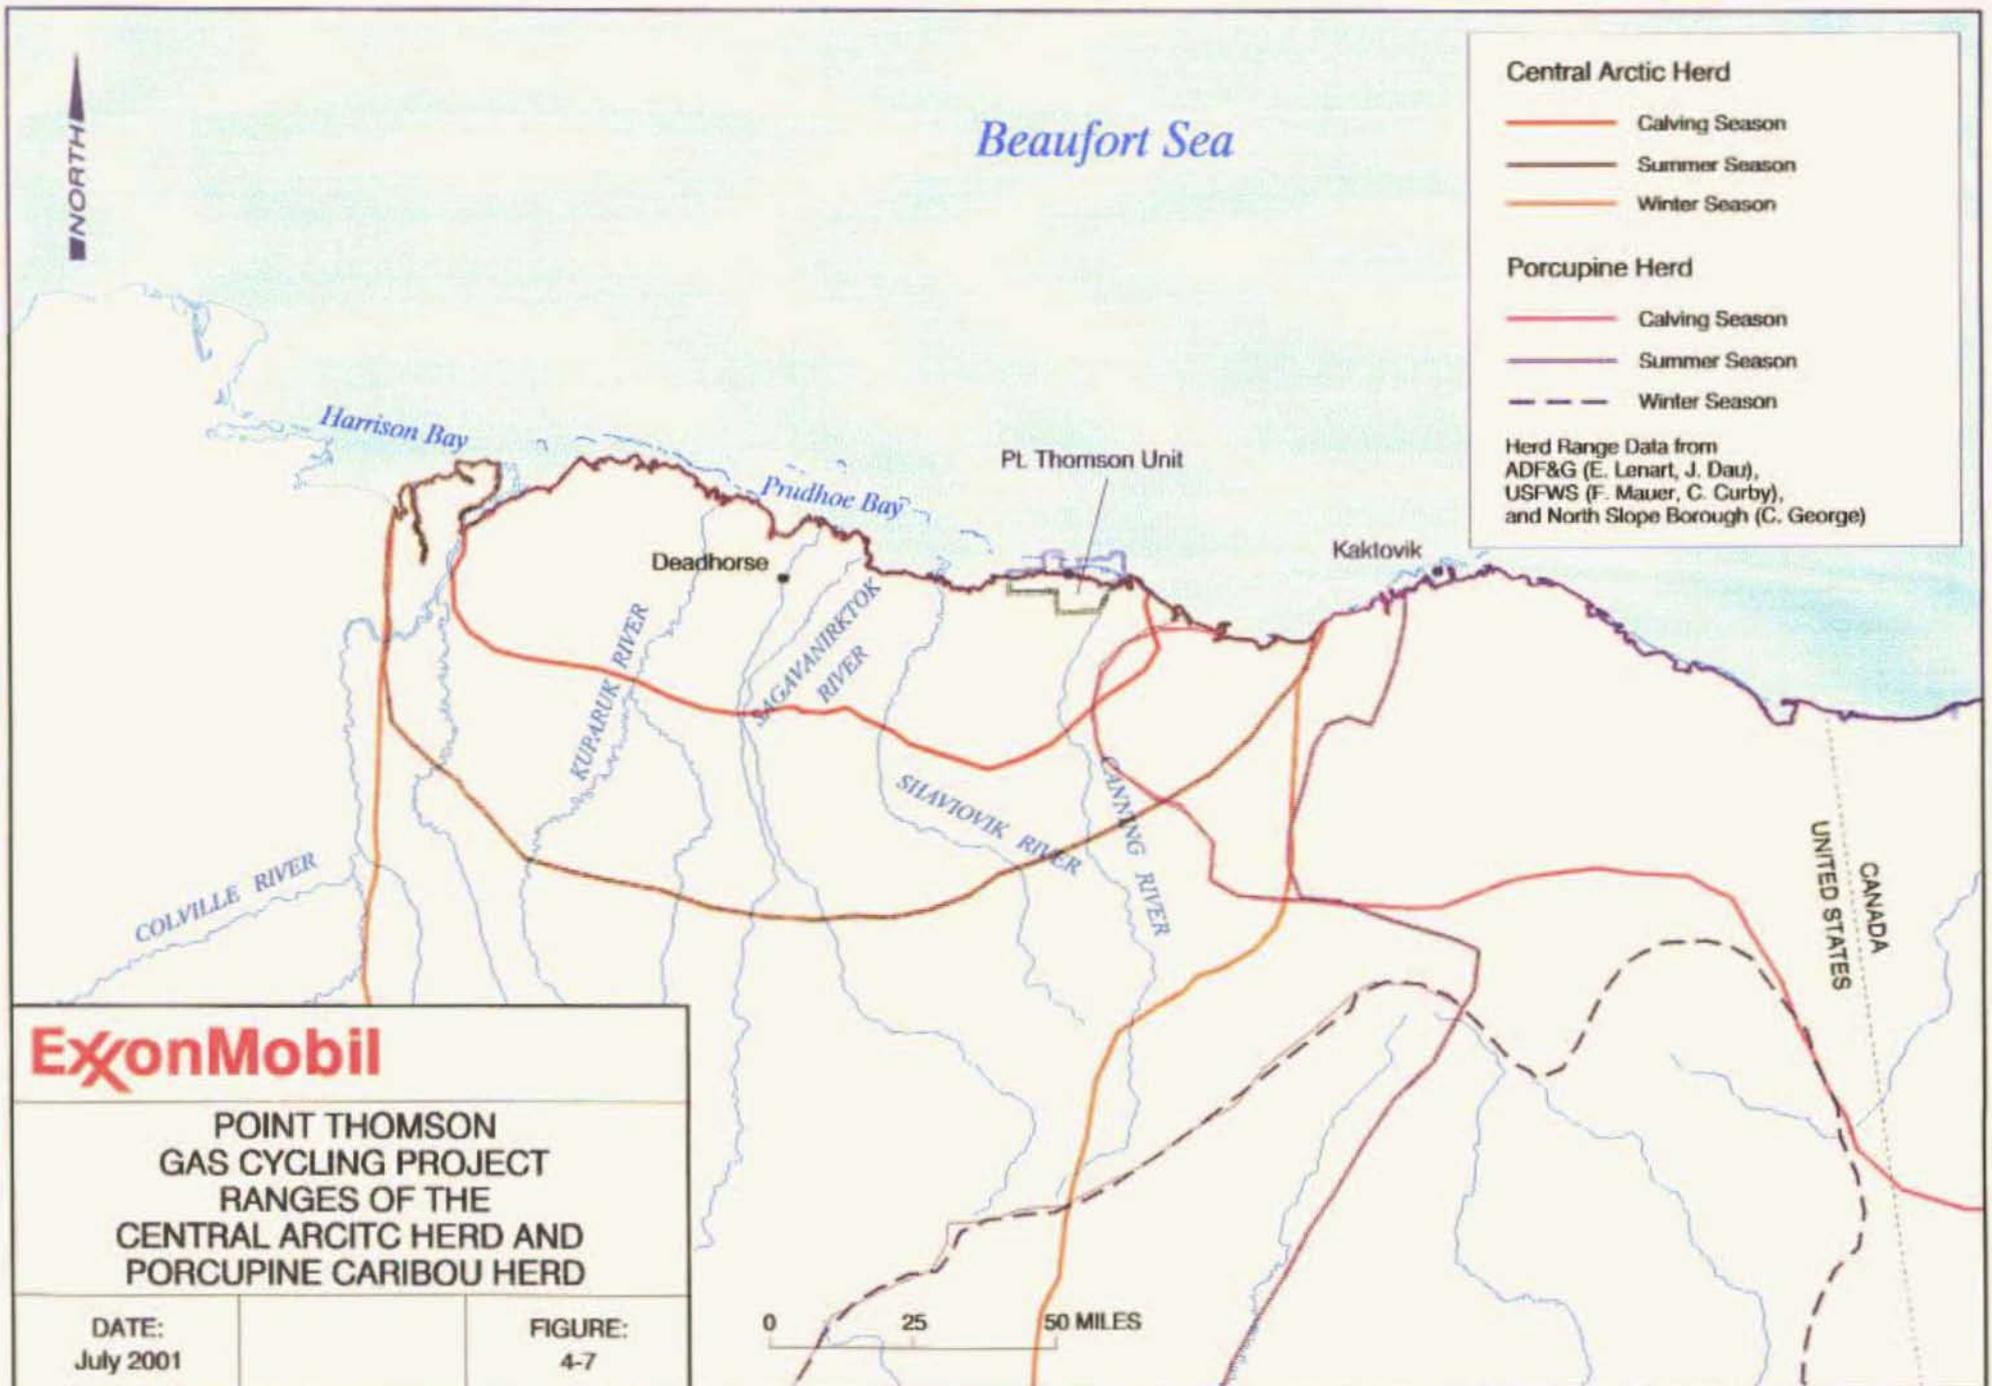 NORTH
Beaufort Sea
Central Arctic Herd
Calving Season
Summer Season
Winter Season
Porcupine Herd
Calving Season
Summer Season
Winter Season
Herd Range Data from
ADF&G (E. Lenart, J. Dau),
USFWS (F. Mauer, C. Curby),
and North Slope Borough (C. George)
Harrison Bay
Prudhoe Bay
Pt. Thomson Unit
Deadhorse
Kaktovik
KUPARUK RIVER
SAGAVANIRKTOK
RIVER
SHAVIOVIK RIVER
CANNING RIVER
COLVILLE RIVER
CANADA
UNITED STATES
ExxonMobil
POINT THOMSON
GAS CYCLING PROJECT
RANGES OF THE
CENTRAL ARCITC HERD AND
PORCUPINE CARIBOU HERD
DATE:
July 2001
FIGURE:
4-7
0 25 50 MILES